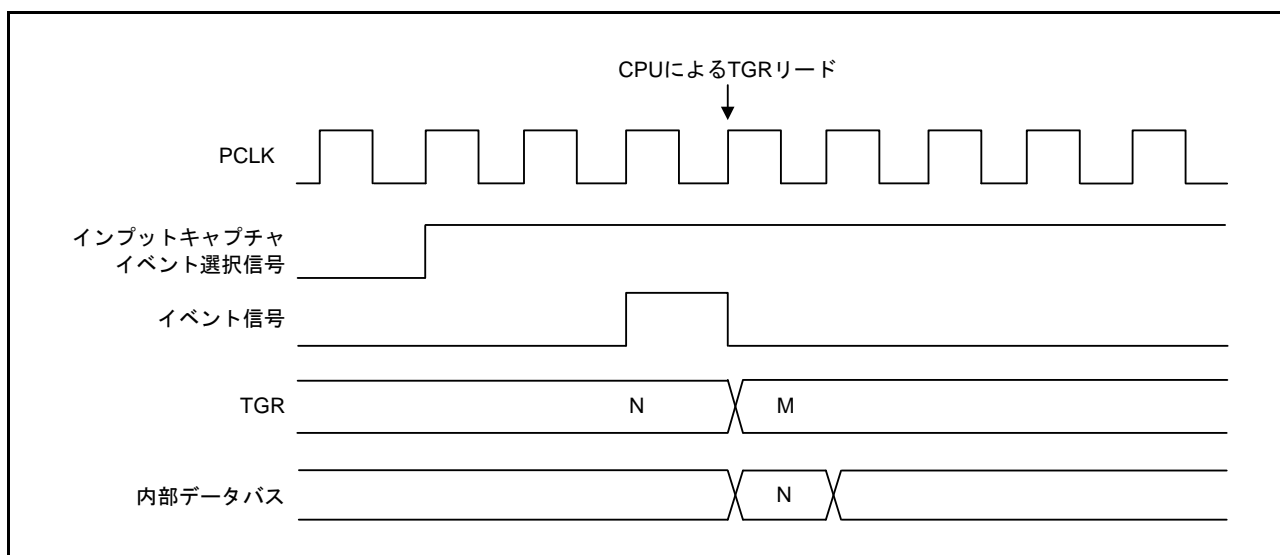 CPUによるTGRリード
PCLK
インプットキャプチャ
イベント選択信号
イベント信号
TGR
N
M
内部データバス
N